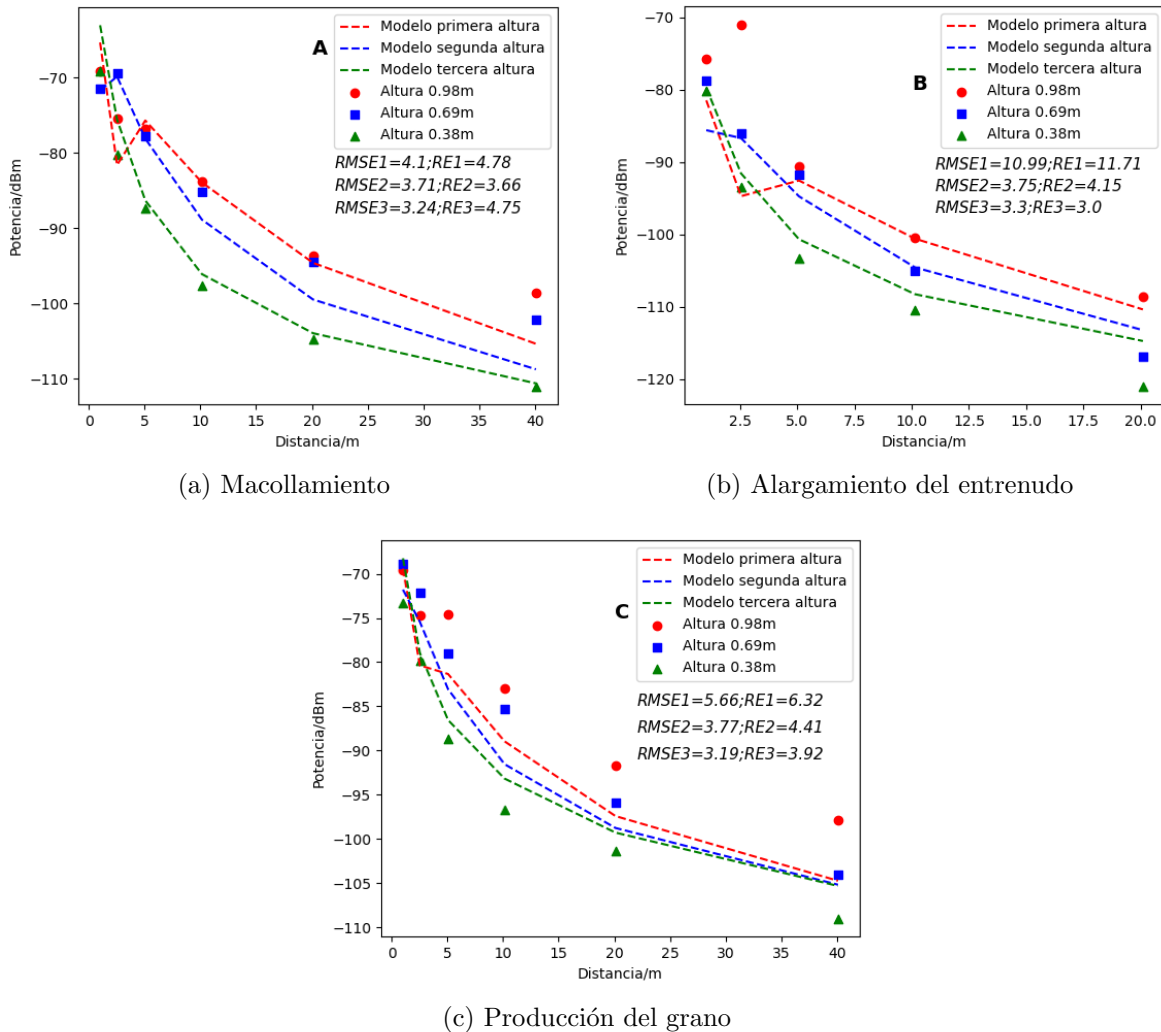 Modelo primera altura
Modelo segunda altura
Modelo tercera altura
Altura 0.98m
Altura 0.69m
Altura 0.38m
A
RMSE1=4.1;RE1=4.78
RMSE2=3.71;RE2=3.66
RMSE3=3.24;RE3=4.75
Potencia/dBm
−70
−80
−90
−100
−110
0 5 10 15 20 25 30 35 40
Distancia/m
(a) Macollamiento
Modelo primera altura
Modelo segunda altura
Modelo tercera altura
Altura 0.98m
Altura 0.69m
Altura 0.38m
B
RMSE1=10.99;RE1=11.71
RMSE2=3.75;RE2=4.15
RMSE3=3.3;RE3=3.0
Potencia/dBm
−70
−80
−90
−100
−110
−120
2.5 5.0 7.5 10.0 12.5 15.0 17.5 20.0
Distancia/m
(b) Alargamiento del entrenudo
Modelo primera altura
Modelo segunda altura
Modelo tercera altura
Altura 0.98m
Altura 0.69m
Altura 0.38m
C
RMSE1=5.66;RE1=6.32
RMSE2=3.77;RE2=4.41
RMSE3=3.19;RE3=3.92
Potencia/dBm
−70
−75
−80
−85
−90
−95
−100
−105
−110
0 5 10 15 20 25 30 35 40
Distancia/m
(c) Producción del grano